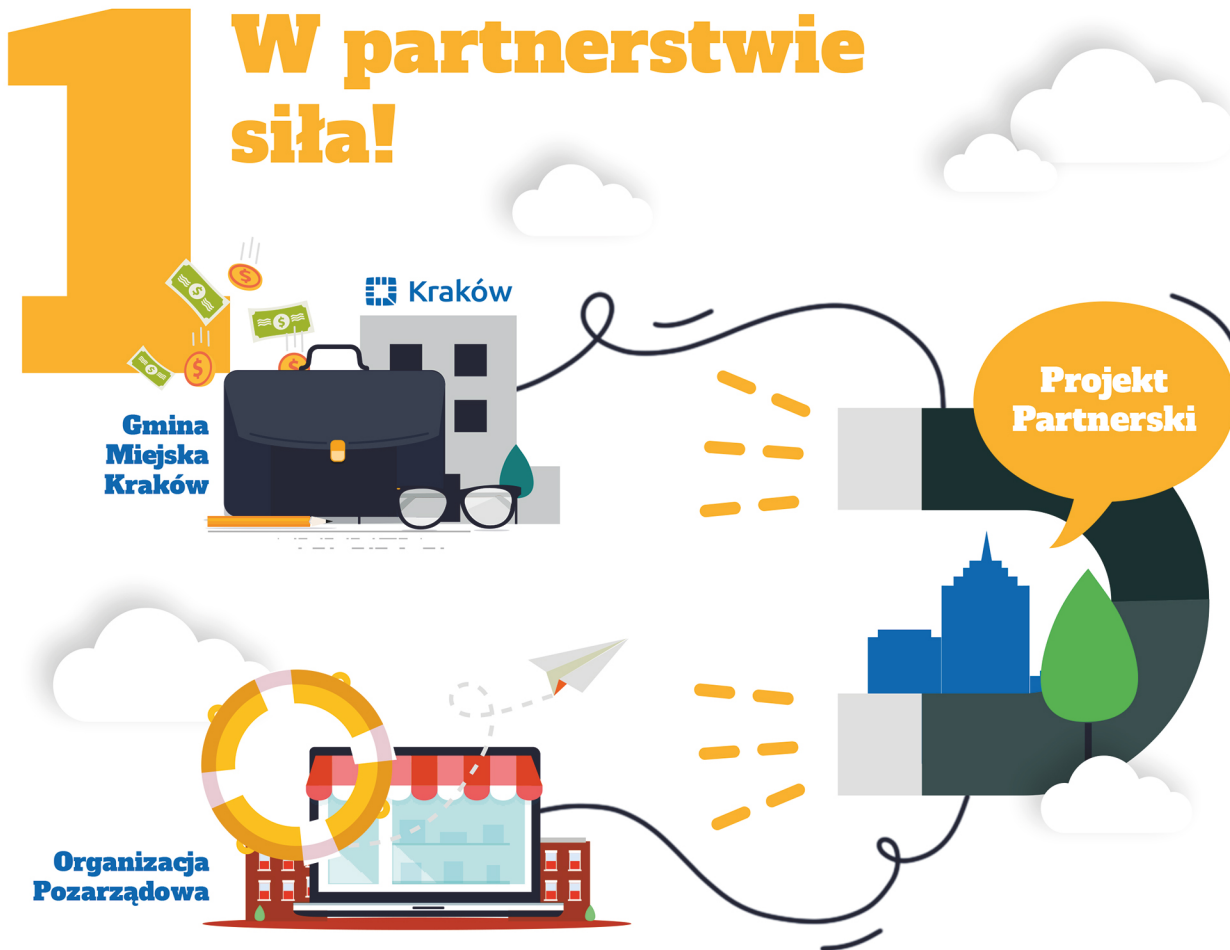 1
W partnerstwie
siła!
Kraków
Gmina
Miejska
Kraków
Projekt
Partnerski
Organizacja
Pozarządowa